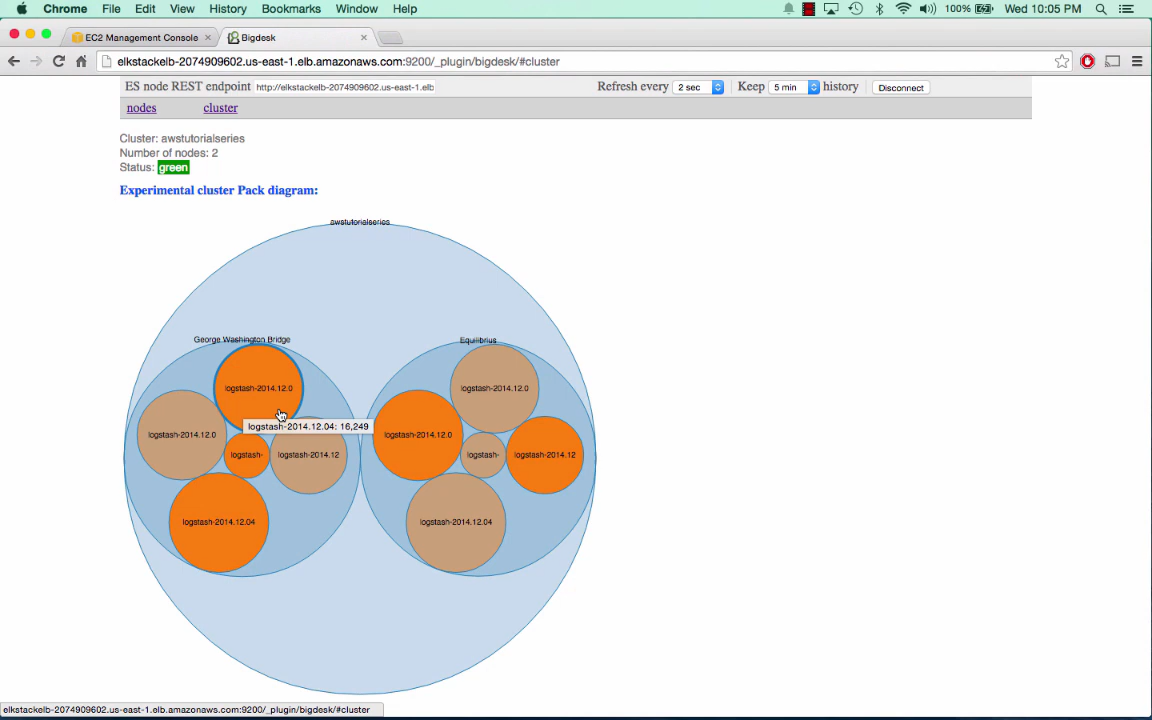 Chrome File Edit View History Bookmarks Window Help 100% Wed 10:05 PM
EC2 Management Console × Bigdesk ×
elkstackelb-2074909602.us-east-1.elb.amazonaws.com:9200/_plugin/bigdesk/#cluster
ES node REST endpoint http://elkstackelb-2074909602.us-east-1.elb Refresh every 2 sec Keep 5 min history Disconnect
nodes cluster
Cluster: awstutorialseries
Number of nodes: 2
Status: green
Experimental cluster Pack diagram:
awstutorialseries
George Washington Bridge Equilibrius
logstash-2014.12.0 logstash-2014.12.0
logstash-2014.12.04: 16,249
logstash-2014.12.0 logstash-2014.12.0
logstash- logstash-2014.12 logstash- logstash-2014.12
logstash-2014.12.04 logstash-2014.12.04
elkstackelb-2074909602.us-east-1.elb.amazonaws.com:9200/_plugin/bigdesk/#cluster